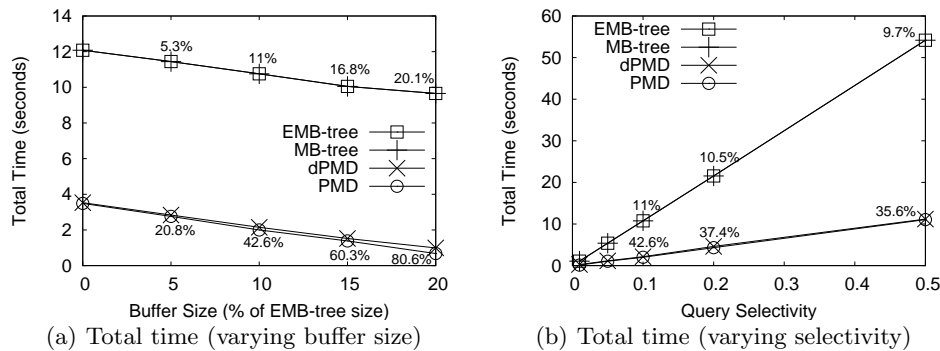 14
12
10
8
6
4
2
0
Total Time (seconds)
5.3%
11%
16.8%
20.1%
EMB-tree
MB-tree
dPMD
PMD
20.8%
42.6%
60.3%
80.6%
0 5 10 15 20
Buffer Size (% of EMB-tree size)
(a) Total time (varying buffer size)
60
50
40
30
20
10
0
Total Time (seconds)
EMB-tree
MB-tree
dPMD
PMD
9.7%
10.5%
11%
35.6%
37.4%
42.6%
0 0.1 0.2 0.3 0.4 0.5
Query Selectivity
(b) Total time (varying selectivity)